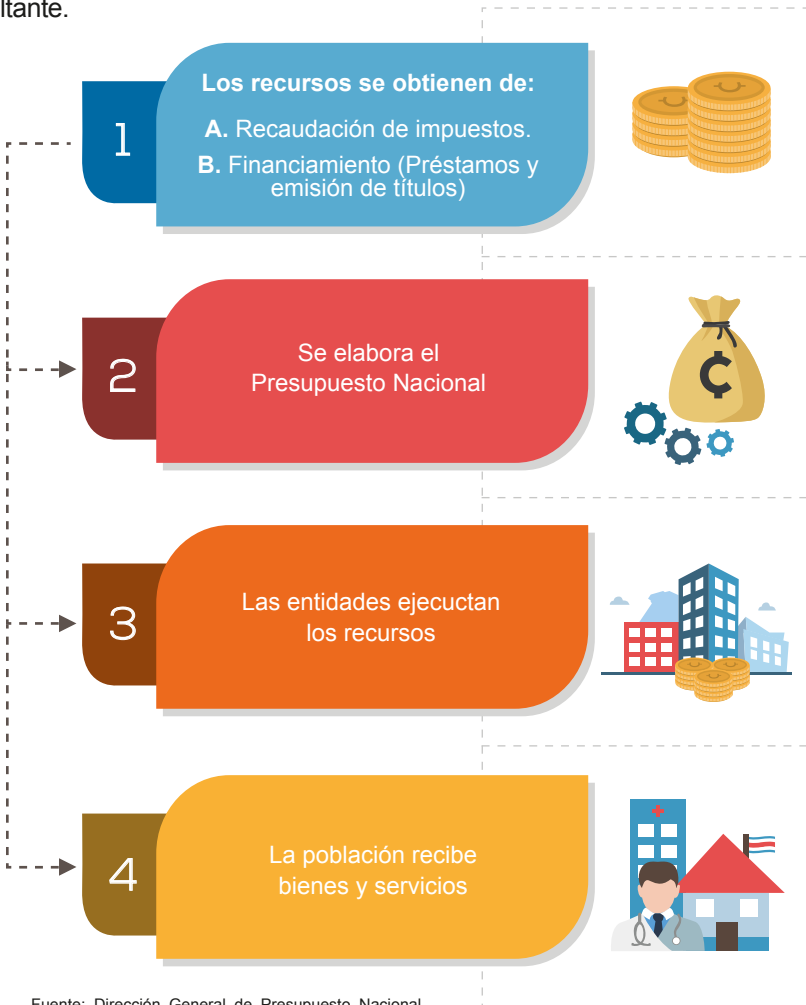 ltante.
1
Los recursos se obtienen de:
A. Recaudación de impuestos.
B. Financiamiento (Préstamos y
emisión de títulos)
2
Se elabora el
Presupuesto Nacional
₵
3
Las entidades ejecuctan
los recursos
4
La población recibe
bienes y servicios
Fuente: Dirección General de Presupuesto Nacional